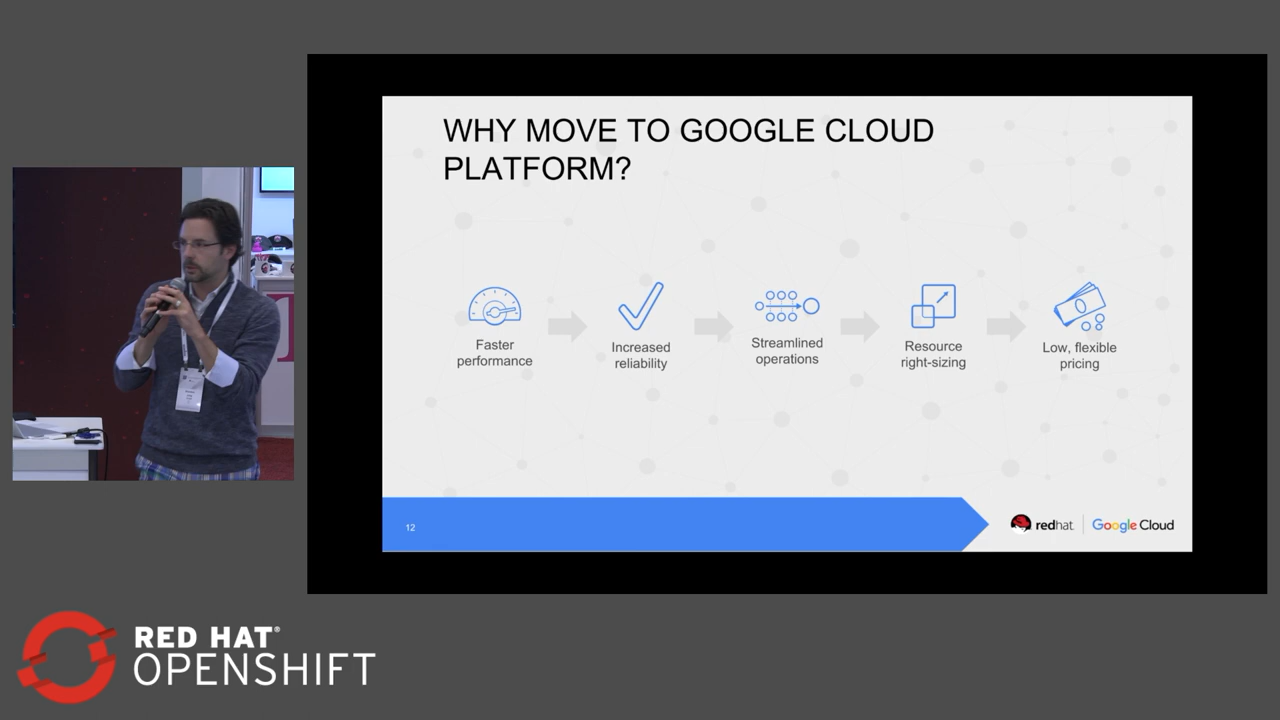 WHY MOVE TO GOOGLE CLOUD
PLATFORM?
Faster
performance
Increased
reliability
Streamlined
operations
Resource
right-sizing
Low, flexible
pricing
12
redhat
Google Cloud
RED HAT®
OPENSHIFT